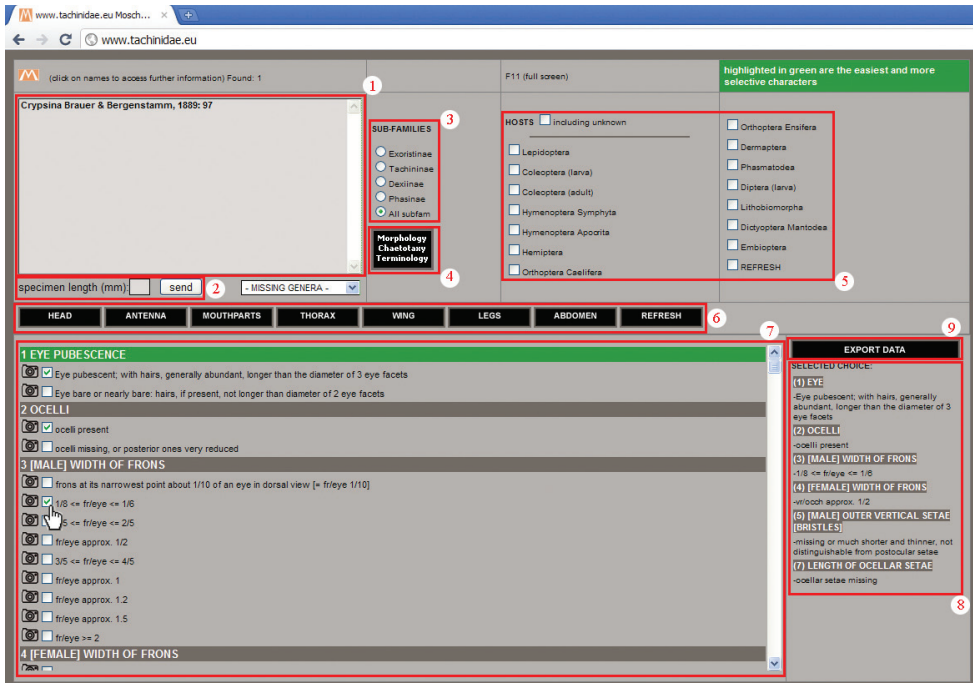 www.tachinidae.eu Mosch...
www.tachinidae.eu
(click on names to access further information) Found: 1
F11 (full screen)
highlighted in green are the easiest and more
selective characters
1
Crypsina Brauer & Bergenstamm, 1889: 97
3
SUB-FAMILIES
Exoristinae
Tachininae
Dexiinae
Phasinae
All subfam
Morphology
Chaetotaxy
Terminology
4
HOSTS including unknown
Lepidoptera
Coleoptera (larva)
Coleoptera (adult)
Hymenoptera Symphyta
Hymenoptera Apocrita
Hemiptera
Orthoptera Caelifera
Orthoptera Ensifera
Dermaptera
Phasmatodea
Diptera (larva)
Lithobiomorpha
Dictyoptera Mantodea
Embioptera
REFRESH
5
specimen length (mm): send 2 - MISSING GENERA -
HEAD ANTENNA MOUTHPARTS THORAX WING LEGS ABDOMEN REFRESH 6
7
1 EYE PUBESCENCE
Eye pubescent; with hairs, generally abundant, longer than the diameter of 3 eye facets
Eye bare or nearly bare: hairs, if present, not longer than diameter of 2 eye facets
2 OCELLI
ocelli present
ocelli missing, or posterior ones very reduced
3 [MALE] WIDTH OF FRONS
frons at its narrowest point about 1/10 of an eye in dorsal view [= fr/eye 1/10]
1/8 <= fr/eye <= 1/6
/5 <= fr/eye <= 2/5
fr/eye approx. 1/2
3/5 <= fr/eye <= 4/5
fr/eye approx. 1
fr/eye approx. 1.2
fr/eye approx. 1.5
fr/eye >= 2
4 [FEMALE] WIDTH OF FRONS
9
EXPORT DATA
SELECTED CHOICE:
(1) EYE
-Eye pubescent; with hairs, generally
abundant, longer than the diameter of 3
eye facets
(2) OCELLI
-ocelli present
(3) [MALE] WIDTH OF FRONS
-1/8 <= fr/eye <= 1/6
(4) [FEMALE] WIDTH OF FRONS
-vr/occh approx. 1/2
(5) [MALE] OUTER VERTICAL SETAE
[BRISTLES]
-missing or much shorter and thinner, not
distinguishable from postocular setae
(7) LENGTH OF OCELLAR SETAE
-ocellar setae missing
8